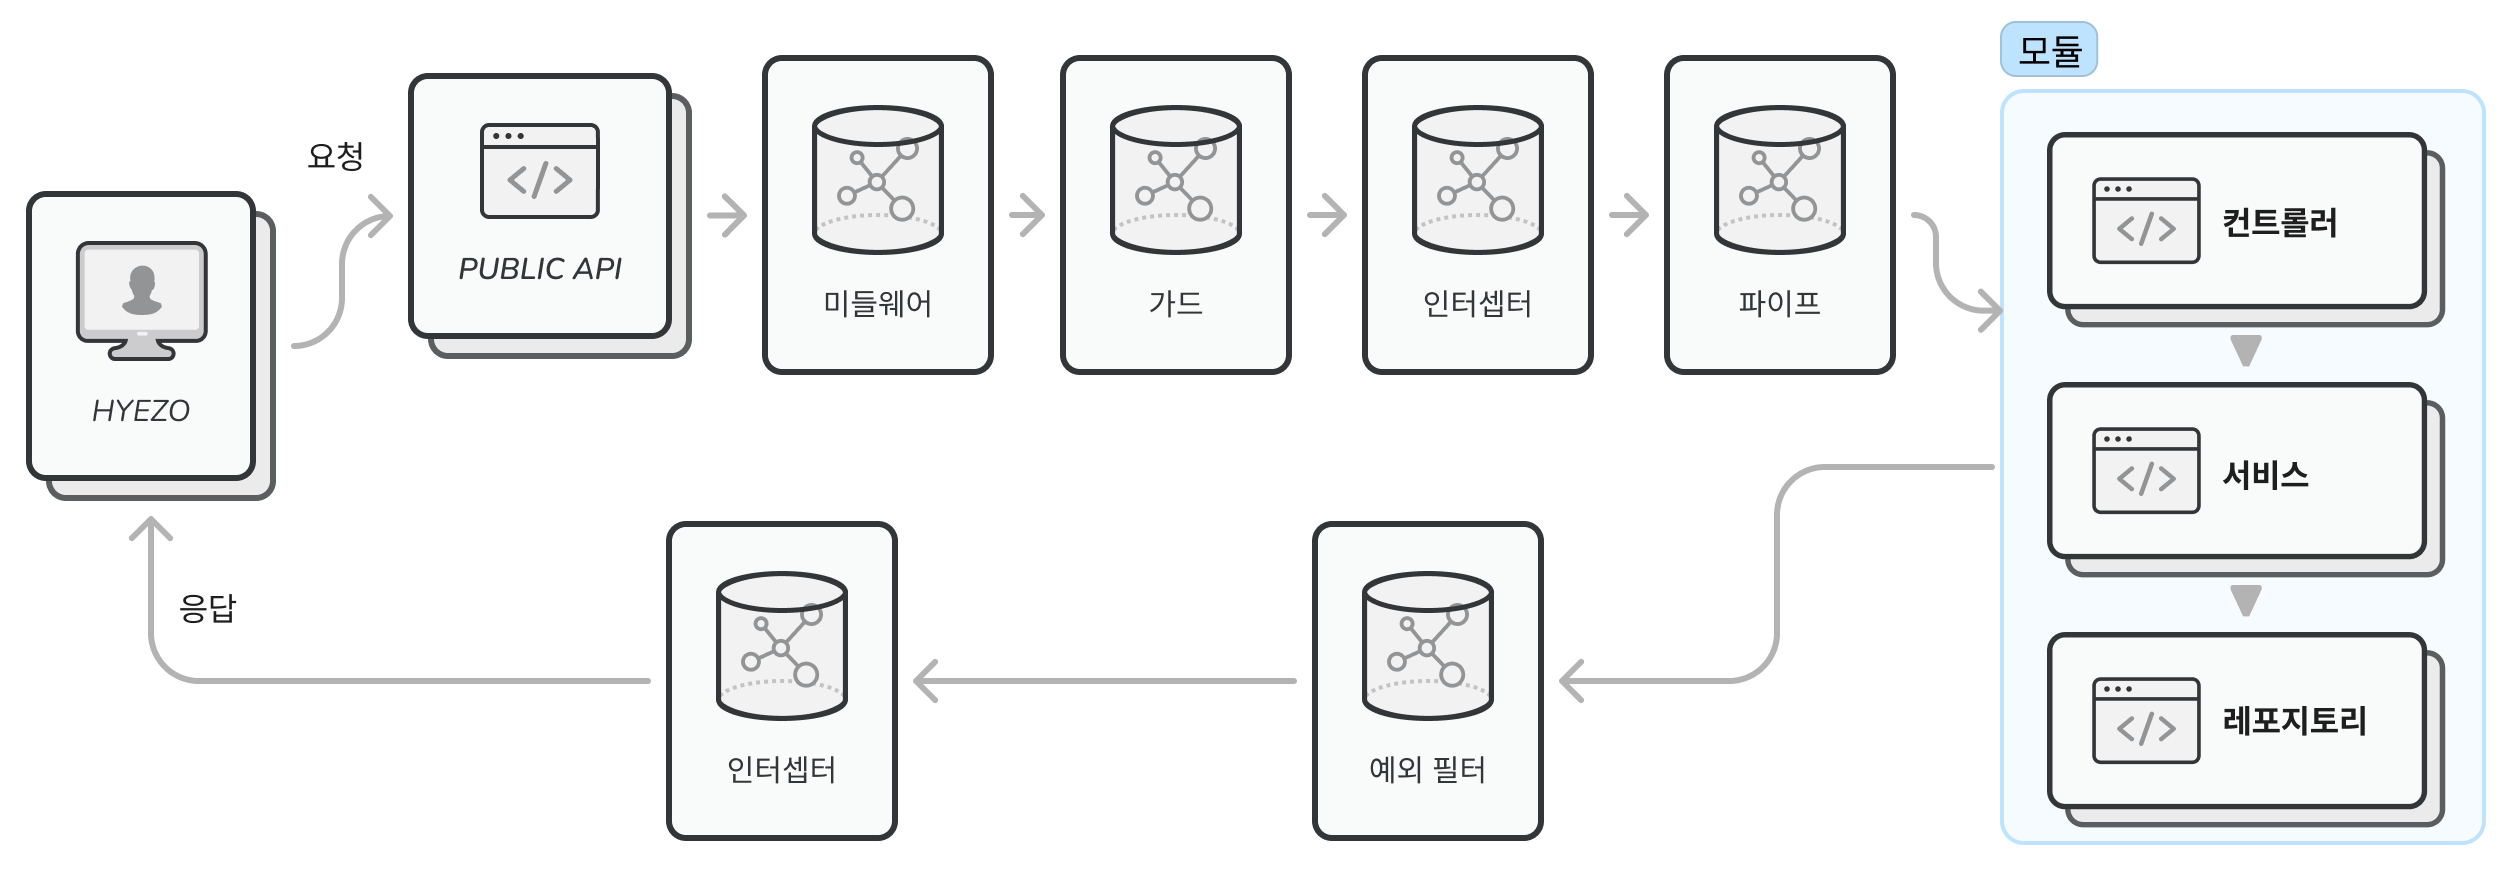 모듈
요청
HYEZO
PUBLIC API
미들웨어
가드
인터셉터
파이프
컨트롤러
서비스
레포지토리
예외 필터
인터셉터
응답